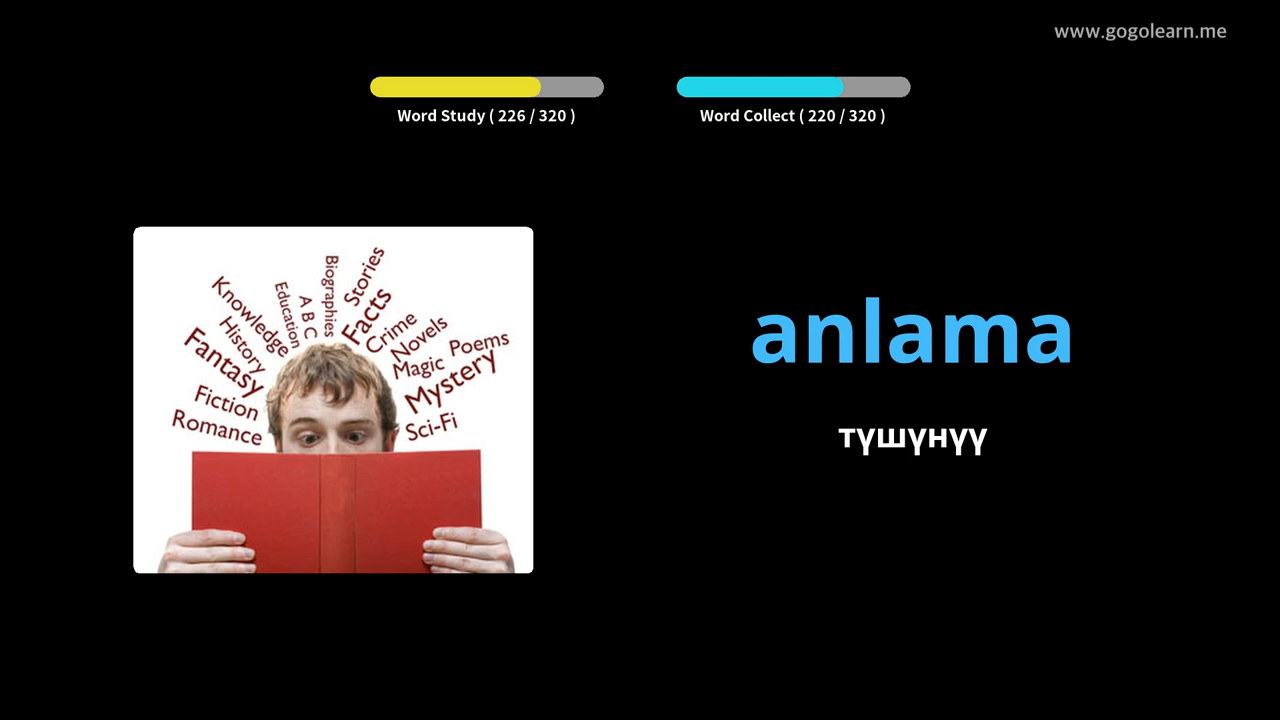 www.gogolearn.me
Word Study ( 226 / 320 )
Word Collect ( 220 / 320 )
Biographies
Stories
Education
A B C
Facts
Knowledge
Crime
History
Novels
Poems
Fantasy
Magic
Mystery
Fiction
Romance
Sci-Fi
anlama
түшүнүү